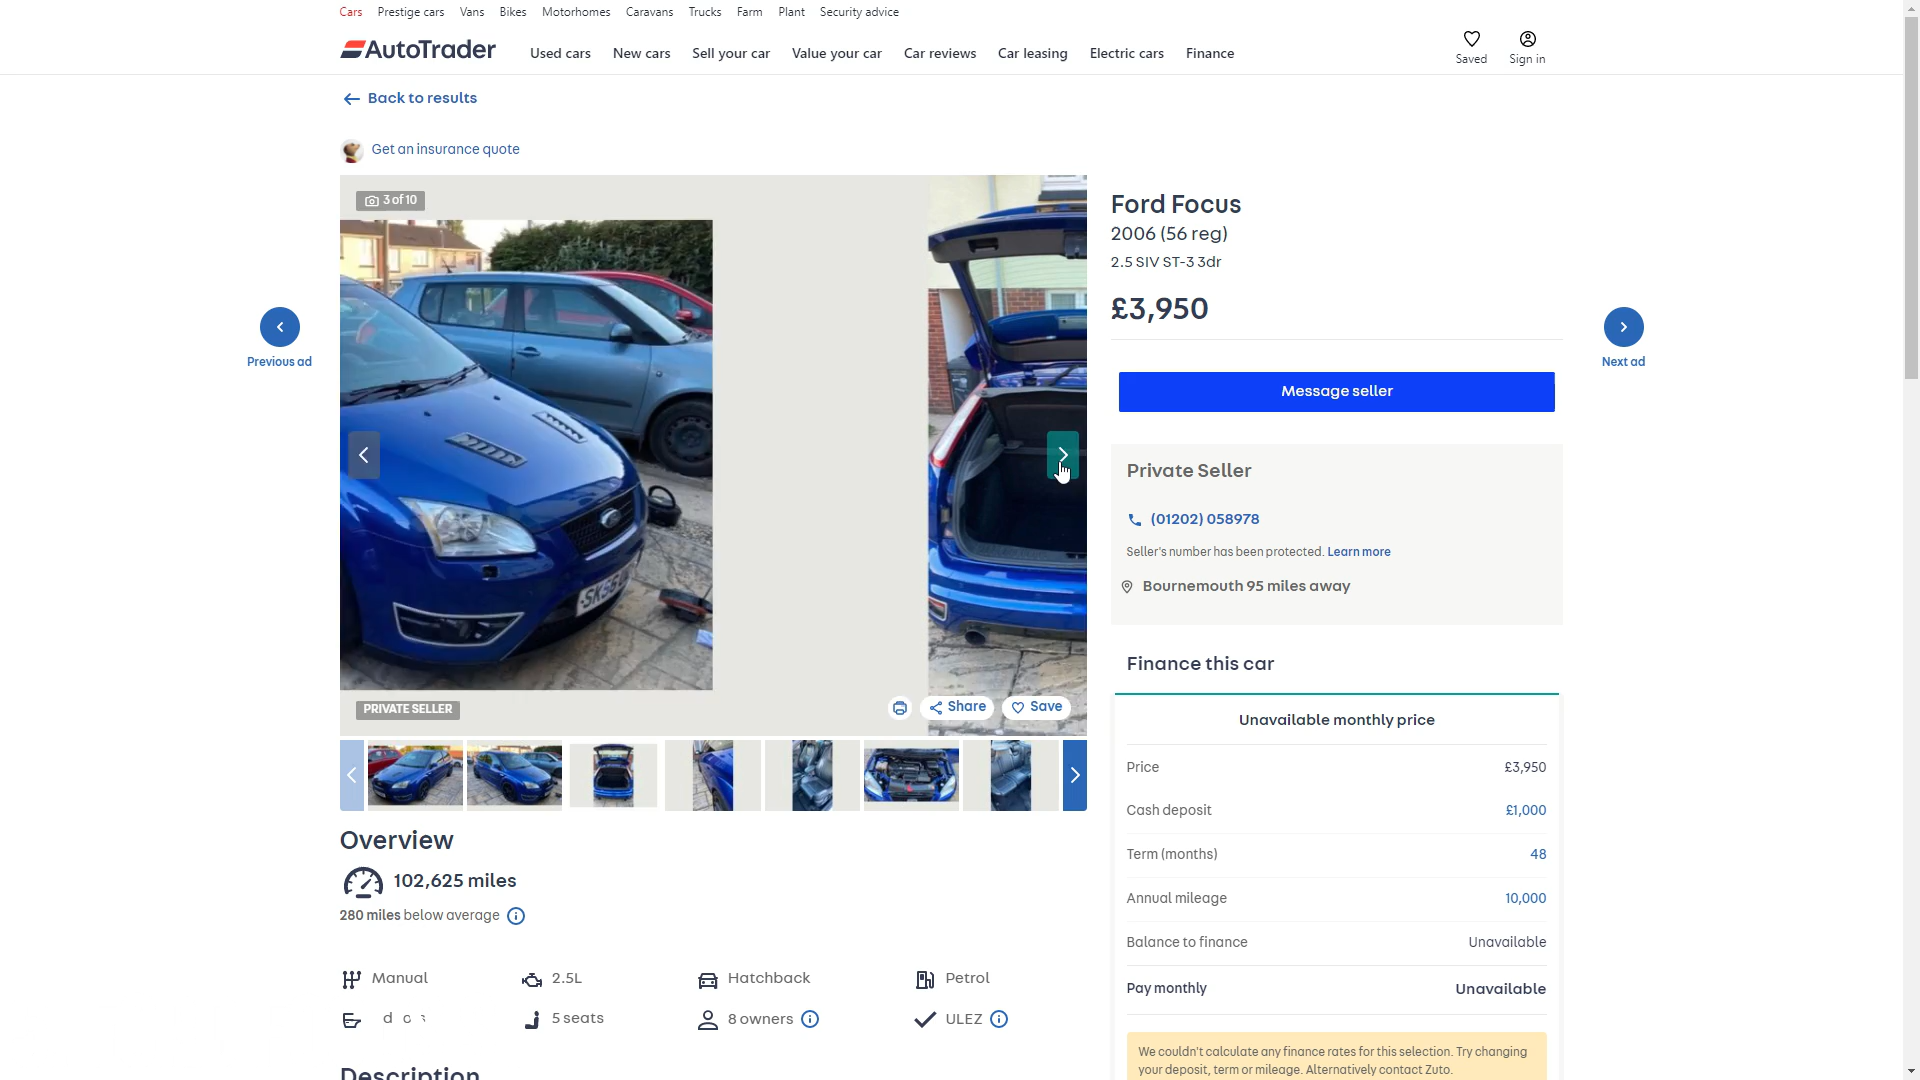 Cars Prestige cars Vans Bikes Motorhomes Caravans Trucks Farm Plant Security advice
AutoTrader Used cars New cars Sell your car Value your car Car reviews Car leasing Electric cars Finance Saved Sign in
Back to results
Get an insurance quote
3 of 10
Ford Focus
2006 (56 reg)
2.5 SIV ST-3 3dr
£3,950
Previous ad
Next ad
Message seller
Private Seller
(01202) 058978
Seller's number has been protected. Learn more
Bournemouth 95 miles away
PRIVATE SELLER
Share
Save
Finance this car
Unavailable monthly price
Price £3,950
Cash deposit £1,000
Term (months) 48
Annual mileage 10,000
Balance to finance Unavailable
Pay monthly Unavailable
We couldn't calculate any finance rates for this selection. Try changing
your deposit, term or mileage. Alternatively contact Zuto.
Overview
102,625 miles
280 miles below average
Manual 2.5L Hatchback Petrol
5 seats 8 owners ULEZ
Description